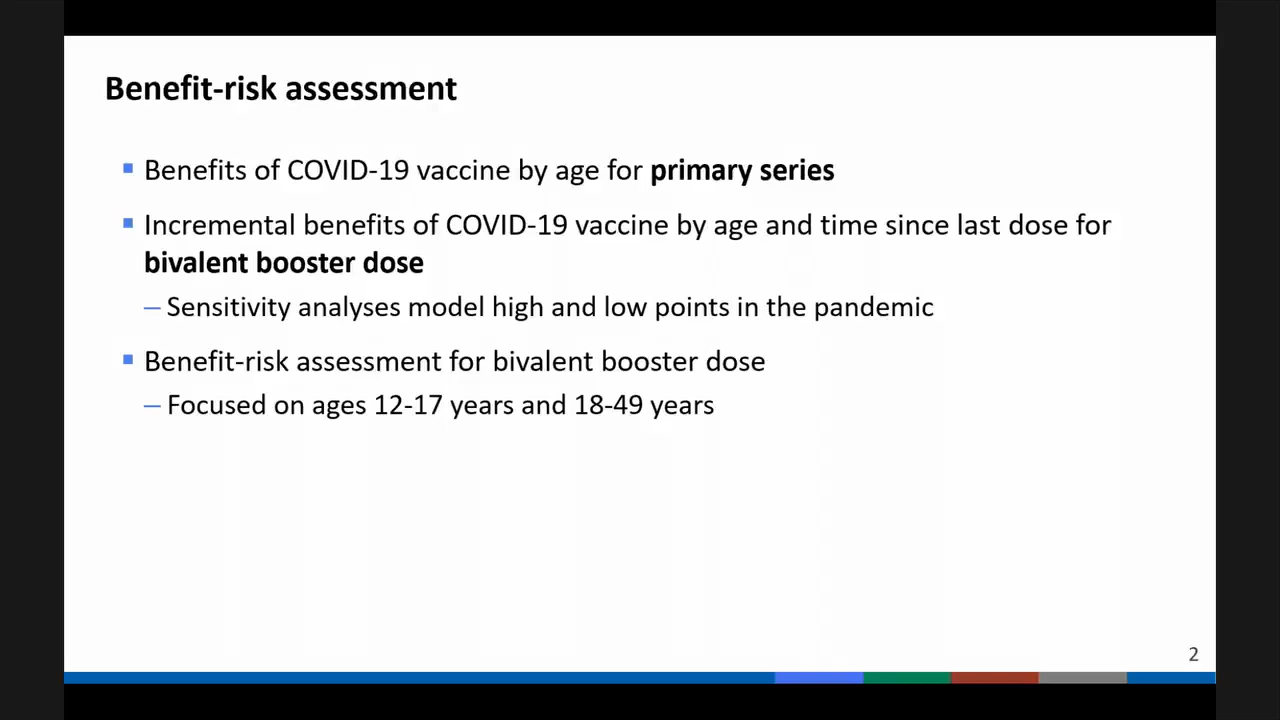 Benefit-risk assessment
Benefits of COVID-19 vaccine by age for primary series
Incremental benefits of COVID-19 vaccine by age and time since last dose for
bivalent booster dose
– Sensitivity analyses model high and low points in the pandemic
Benefit-risk assessment for bivalent booster dose
– Focused on ages 12-17 years and 18-49 years
2